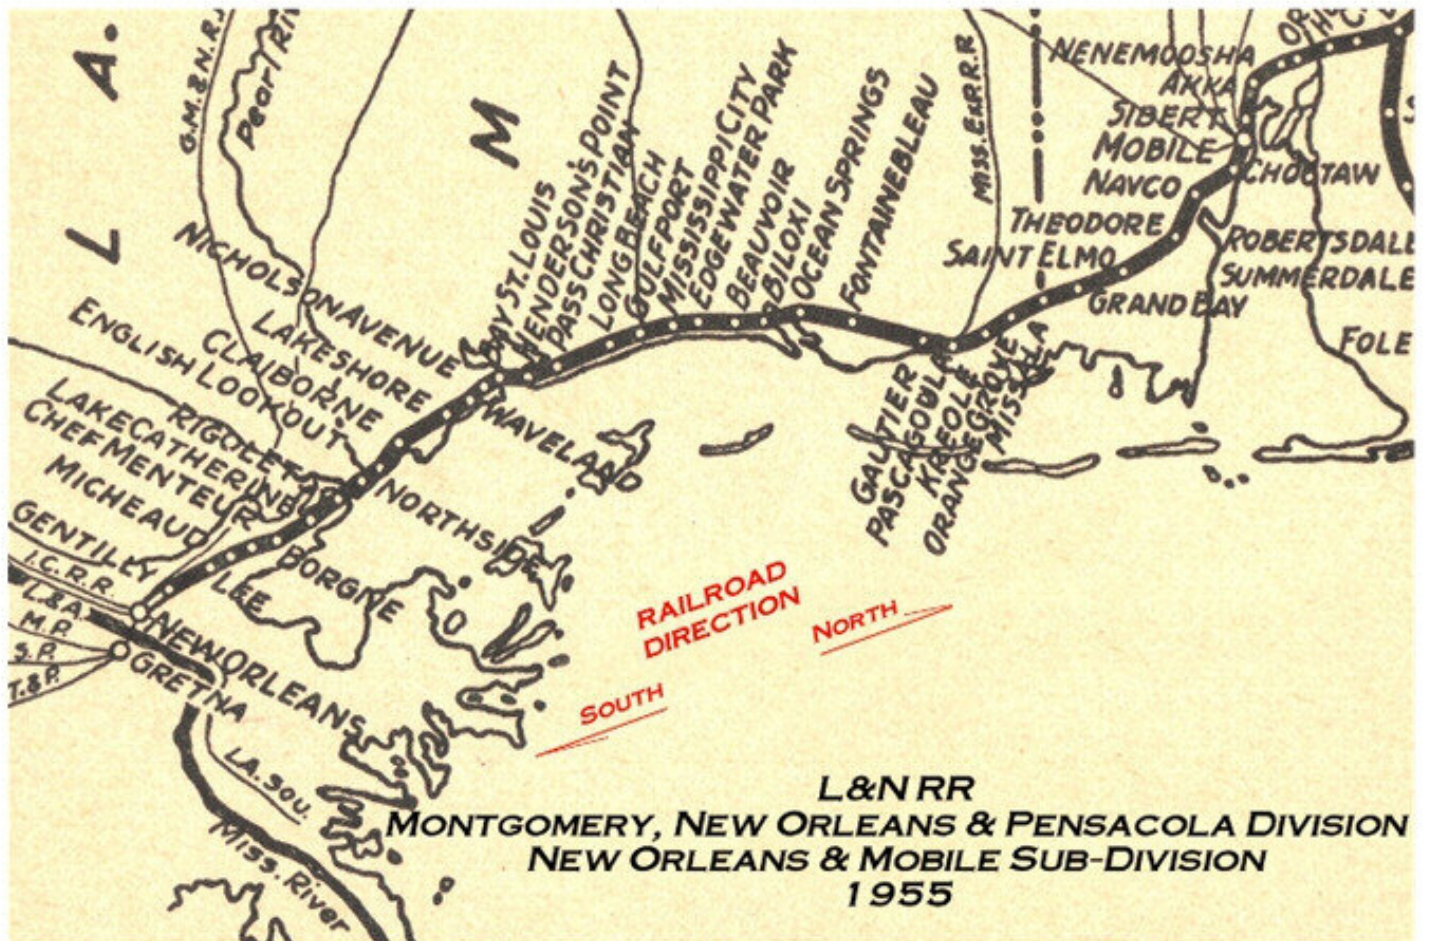 L A.
M
G.M.&N.R.R.
Pearl
MISS. EXP. R.R
NENEMOOSHA
AKKA
SIBERT
MOBILE
CHOCTAW
NAVCO
THEODORE
SAINT ELMO
GRAND BAY
ROBERTSDALE
SUMMERDALE
FOLE
BAY ST. LOUIS
HENDERSON'S POINT
PASS CHRISTIAN
LONG BEACH
GULFPORT
MISSISSIPPI CITY
EDGEWATER PARK
BEAUVOIR
BILOXI
OCEAN SPRINGS
FONTAINEBLEAU
GAUTIER
PASCAGOULA
KREOLE
ORANGE GROVE
NICHOLSON AVENUE
LAKESHORE
CLAIBORNE
ENGLISH LOOKOUT
RIGOLETS
LAKE CATHERINE
CHEF MENTEUR
MICHEAUD
GENTILLY
WAVELAND
NORTHSIDE
BORGNE
LEE
I.C.R.R.
L.&A.
M.P.
S.P.
T.&P.
NEW ORLEANS
GRETNA
LA. SOU.
MISS. River
RAILROAD
DIRECTION
NORTH
SOUTH
L&N RR
MONTGOMERY, NEW ORLEANS & PENSACOLA DIVISION
NEW ORLEANS & MOBILE SUB-DIVISION
1955